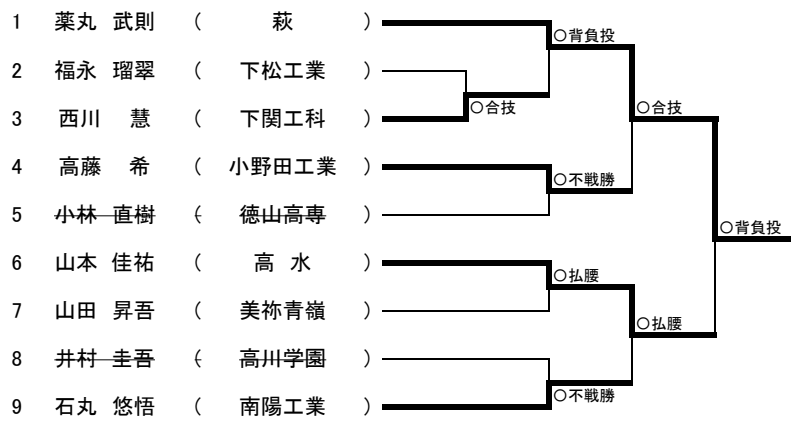 1 薬丸 武則 ( 萩 )
○背負投
2 福永 瑠翠 ( 下松工業 )
○合技
○合技
3 西川 慧 ( 下関工科 )
4 高藤 希 ( 小野田工業 )
○不戦勝
5 小林 直樹 ( 徳山高専 )
○背負投
6 山本 佳祐 ( 高 水 )
○払腰
7 山田 昇吾 ( 美祢青嶺 )
○払腰
8 井村 圭吾 ( 高川学園 )
○不戦勝
9 石丸 悠悟 ( 南陽工業 )